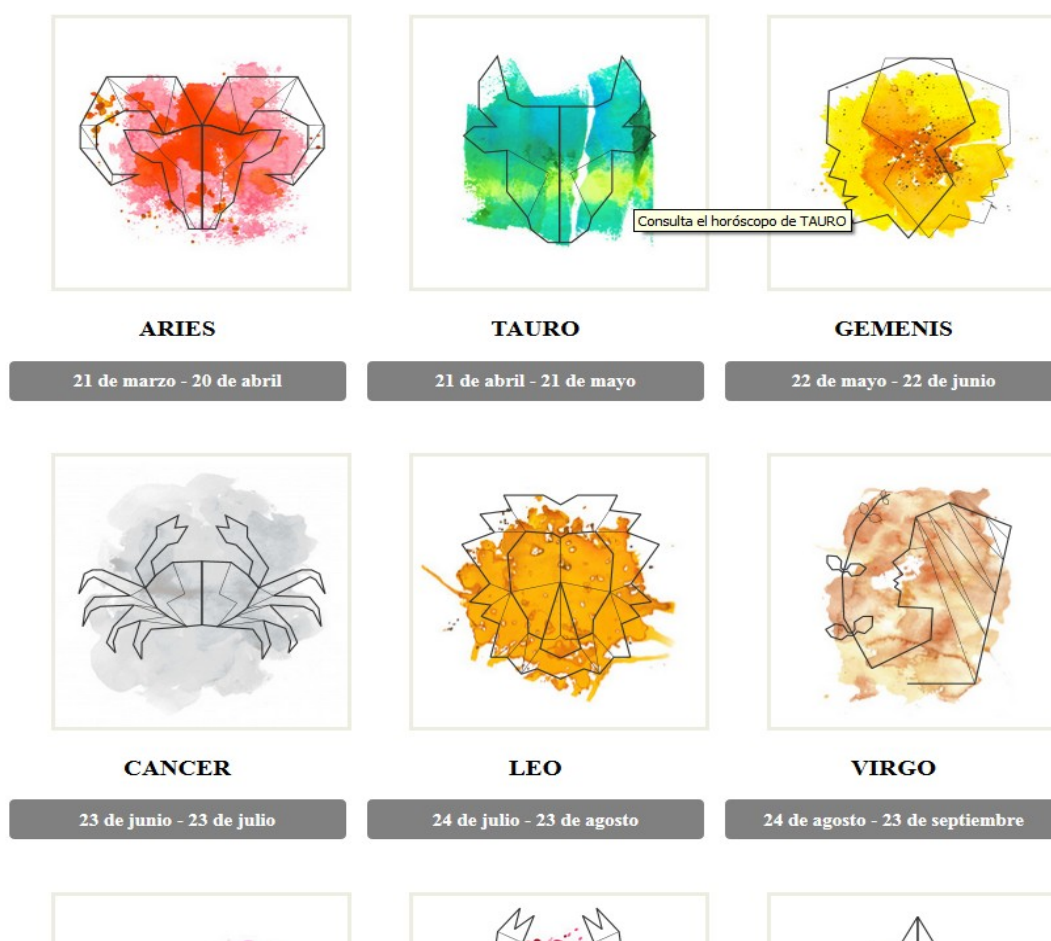 Consulta el horóscopo de TAURO
ARIES
TAURO
GEMENIS
21 de marzo - 20 de abril
21 de abril - 21 de mayo
22 de mayo - 22 de junio
CANCER
LEO
VIRGO
23 de junio - 23 de julio
24 de julio - 23 de agosto
24 de agosto - 23 de septiembre